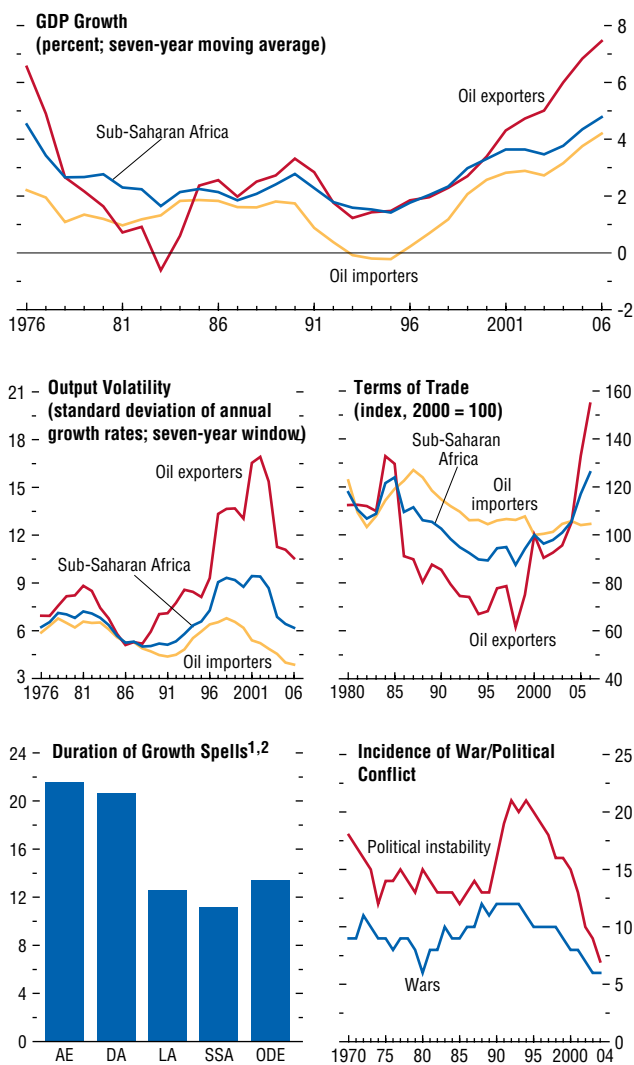 GDP Growth
(percent; seven-year moving average)
8
6
4
2
0
-2
Oil exporters
Sub-Saharan Africa
Oil importers
1976 81 86 91 96 2001 06
Output Volatility
(standard deviation of annual
growth rates; seven-year window)
21
18
15
12
9
6
3
Oil exporters
Sub-Saharan Africa
Oil importers
1976 81 86 91 96 2001 06
Terms of Trade
(index, 2000 = 100)
160
140
120
100
80
60
40
Sub-Saharan
Africa
Oil
importers
Oil exporters
1980 85 90 95 2000 05
Duration of Growth Spells1,2
24
20
16
12
8
4
0
AE DA LA SSA ODE
Incidence of War/Political
Conflict
25
20
15
10
5
0
Political instability
Wars
1970 75 80 85 90 95 2000 04